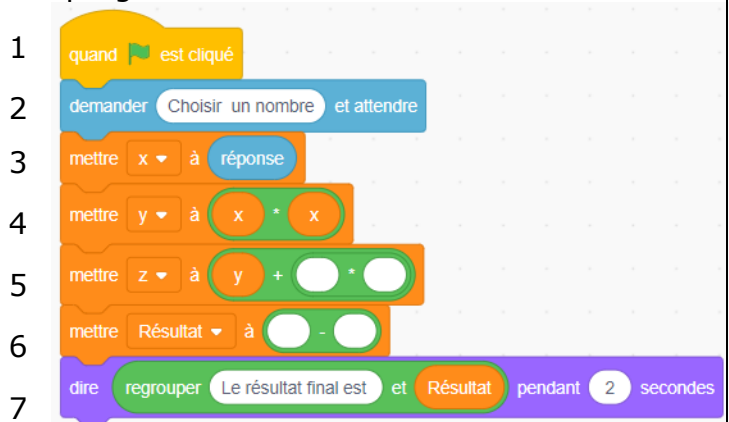 1 quand est cliqué
2 demander Choisir un nombre et attendre
3 mettre x à réponse
4 mettre y à x * x
5 mettre z à y + *
6 mettre Résultat à -
7 dire regrouper Le résultat final est et Résultat pendant 2 secondes